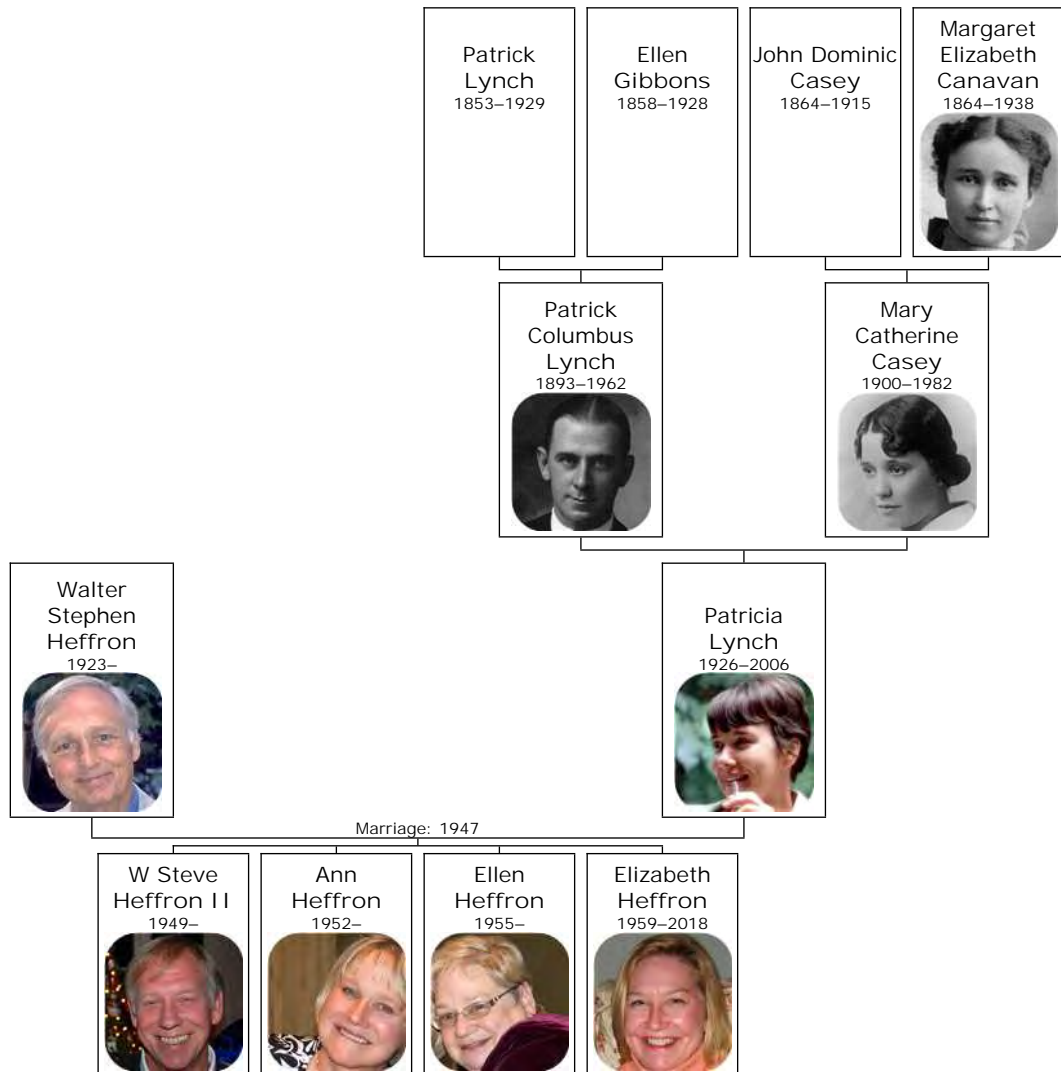 Patrick
Lynch
1853–1929
Ellen
Gibbons
1858–1928
John Dominic
Casey
1864–1915
Margaret
Elizabeth
Canavan
1864–1938
Patrick
Columbus
Lynch
1893–1962
Mary
Catherine
Casey
1900–1982
Walter
Stephen
Heffron
1923–
Patricia
Lynch
1926–2006
Marriage: 1947
W Steve
Heffron II
1949–
Ann
Heffron
1952–
Ellen
Heffron
1955–
Elizabeth
Heffron
1959–2018